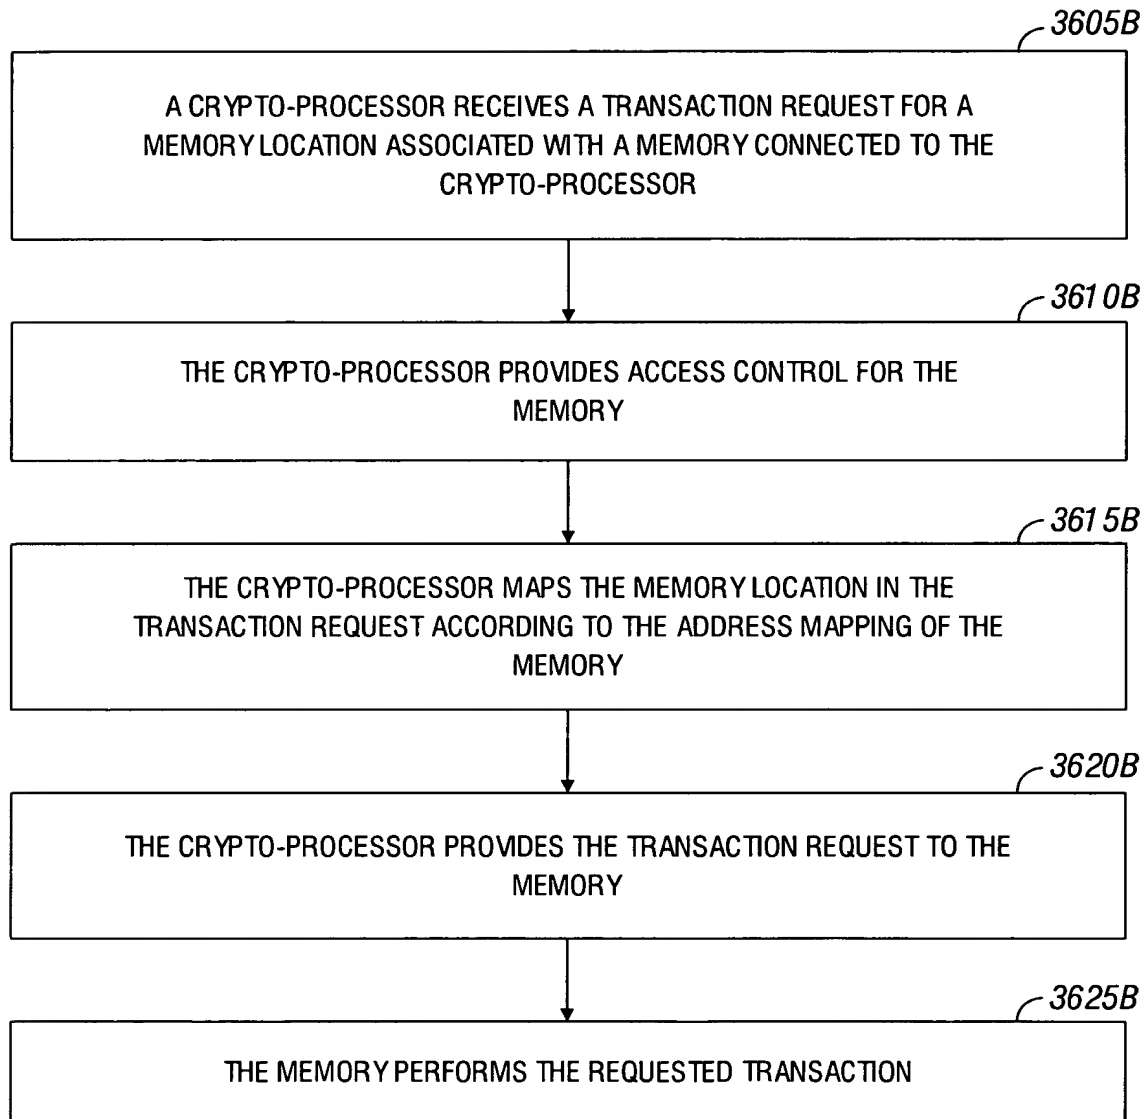 3605B
A CRYPTO-PROCESSOR RECEIVES A TRANSACTION REQUEST FOR A
MEMORY LOCATION ASSOCIATED WITH A MEMORY CONNECTED TO THE
CRYPTO-PROCESSOR
3610B
THE CRYPTO-PROCESSOR PROVIDES ACCESS CONTROL FOR THE
MEMORY
3615B
THE CRYPTO-PROCESSOR MAPS THE MEMORY LOCATION IN THE
TRANSACTION REQUEST ACCORDING TO THE ADDRESS MAPPING OF THE
MEMORY
3620B
THE CRYPTO-PROCESSOR PROVIDES THE TRANSACTION REQUEST TO THE
MEMORY
3625B
THE MEMORY PERFORMS THE REQUESTED TRANSACTION